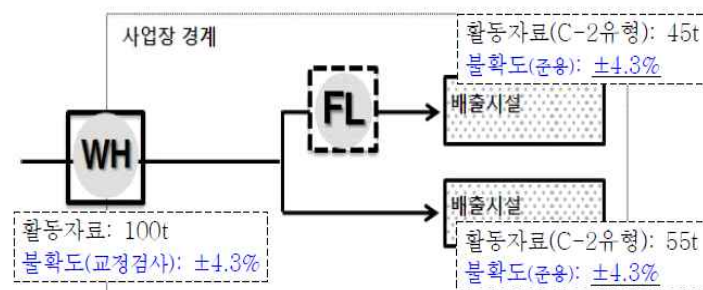 사업장 경계
활동자료(C-2유형): 45t
불확도(준용): ±4.3%
FL
배출시설
WH
배출시설
활동자료: 100t
불확도(교정검사): ±4.3%
활동자료(C-2유형): 55t
불확도(준용): ±4.3%